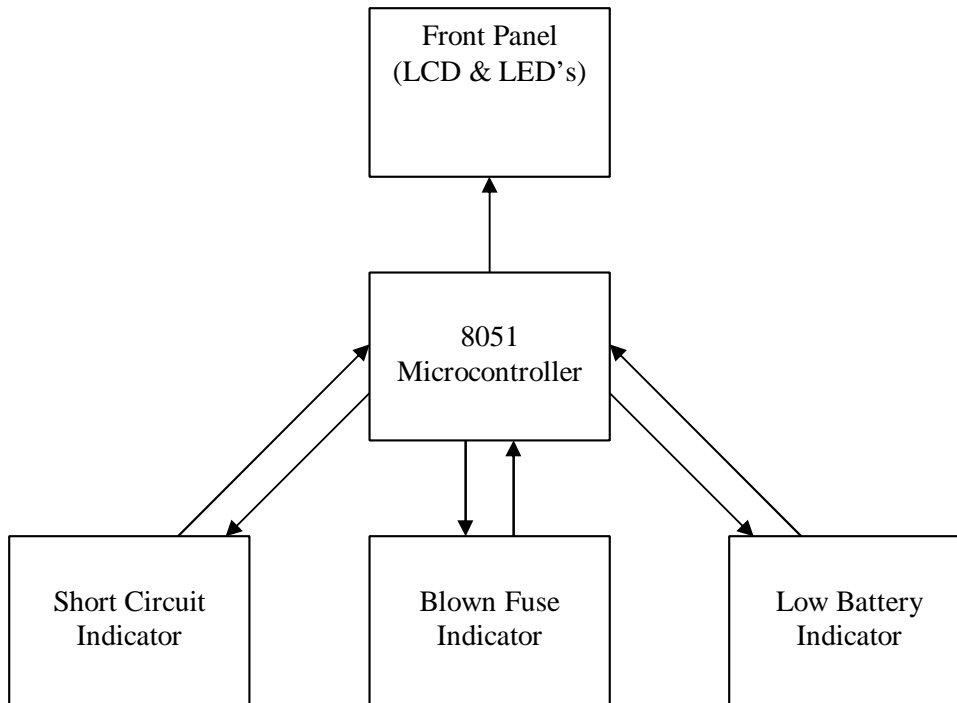 Front Panel
(LCD & LED’s)
8051
Microcontroller
Short Circuit
Indicator
Blown Fuse
Indicator
Low Battery
Indicator